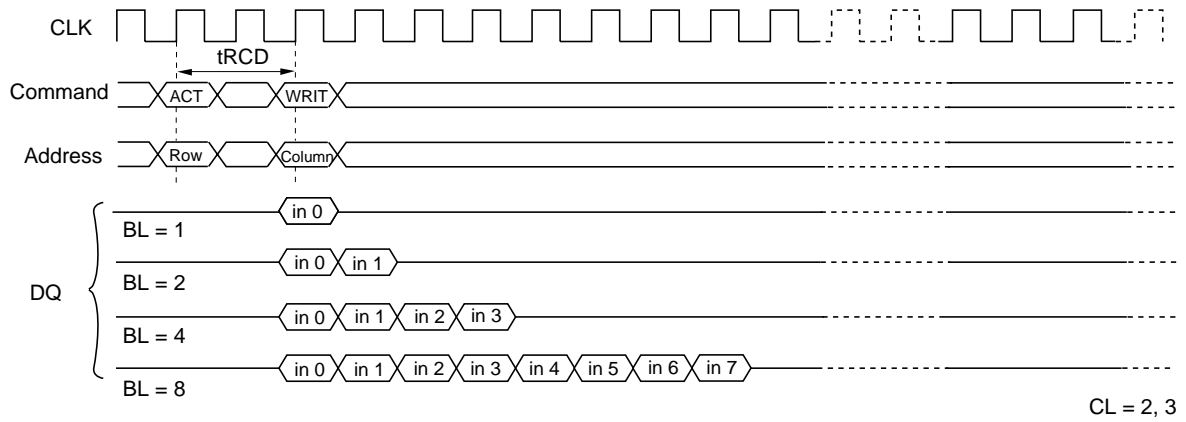 CLK
tRCD
Command ACT WRIT
Address Row Column
DQ
in 0
BL = 1
in 0 in 1
BL = 2
in 0 in 1 in 2 in 3
BL = 4
in 0 in 1 in 2 in 3 in 4 in 5 in 6 in 7
BL = 8
CL = 2, 3